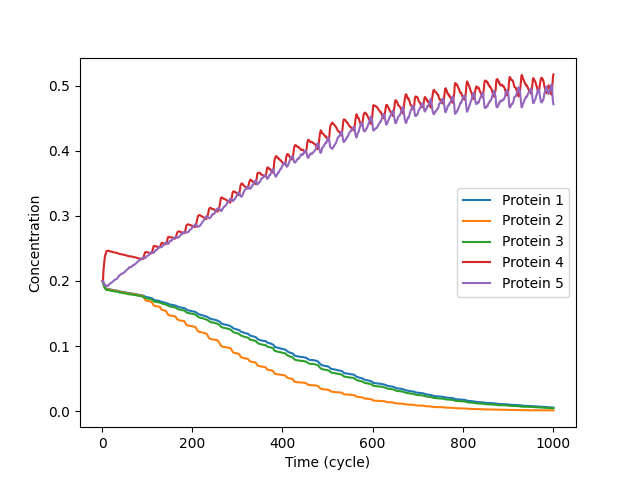 0.5
0.4
0.3
0.2
0.1
0.0
Concentration
Protein 1
Protein 2
Protein 3
Protein 4
Protein 5
0 200 400 600 800 1000
Time (cycle)